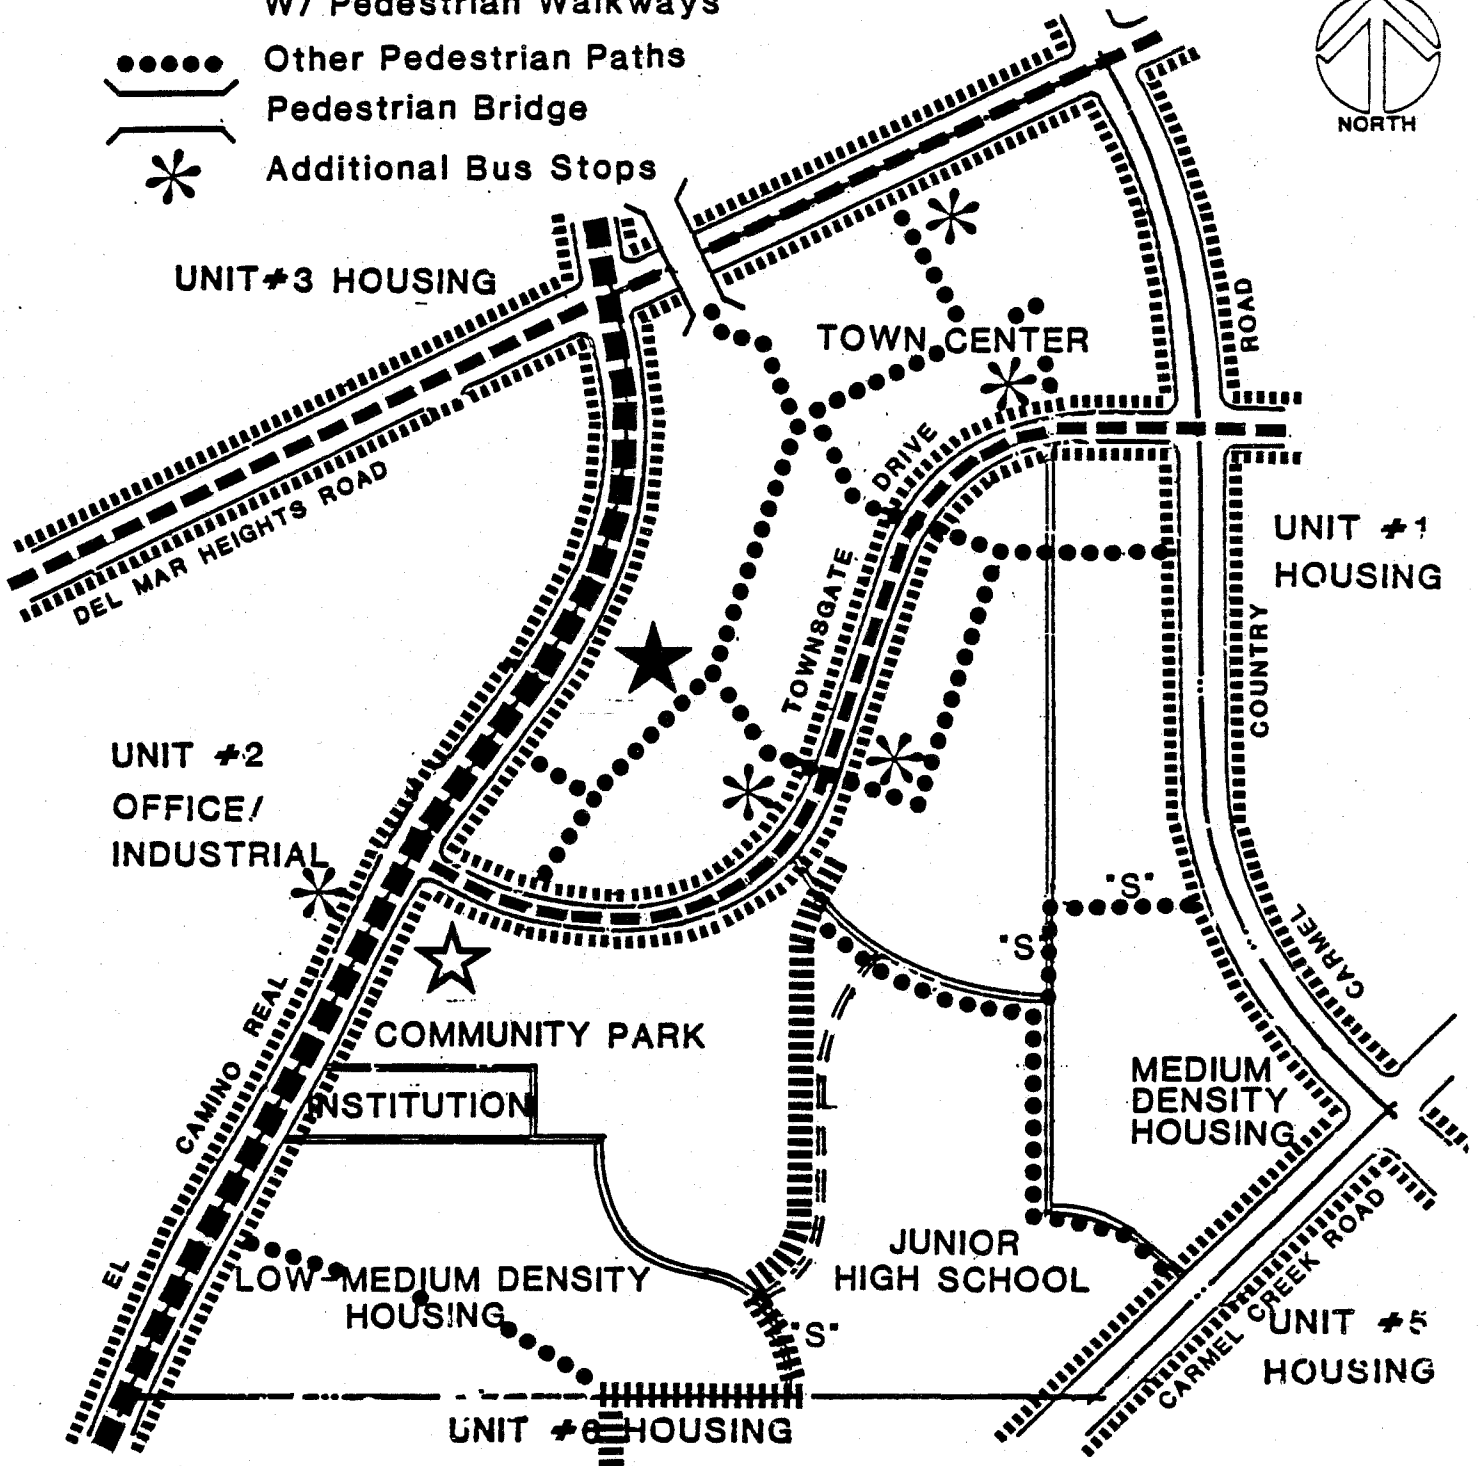 W/ Pedestrian Walkways
Other Pedestrian Paths
Pedestrian Bridge
Additional Bus Stops
NORTH
UNIT #3 HOUSING
TOWN CENTER
ROAD
DEL MAR HEIGHTS ROAD
DRIVE
TOWNSGATE
UNIT #1
HOUSING
COUNTRY
UNIT #2
OFFICE/
INDUSTRIAL
"S"
"S
CARMEL
EL CAMINO REAL
COMMUNITY PARK
INSTITUTION
MEDIUM
DENSITY
HOUSING
LOW-MEDIUM DENSITY
HOUSING
JUNIOR
HIGH SCHOOL
"S"
CARMEL CREEK ROAD
UNIT #5
HOUSING
UNIT #6 HOUSING